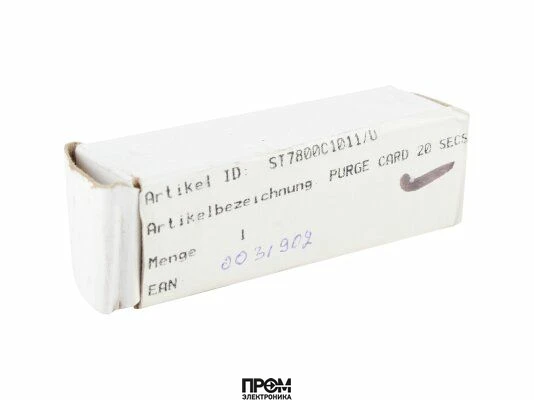 Artikel ID: ST7800C1011/U
Artikelbezeichnung PURGE CARD 20 SECS
Menge 1
EAN 0031902
ПРОМ
ЭЛЕКТРОНИКА